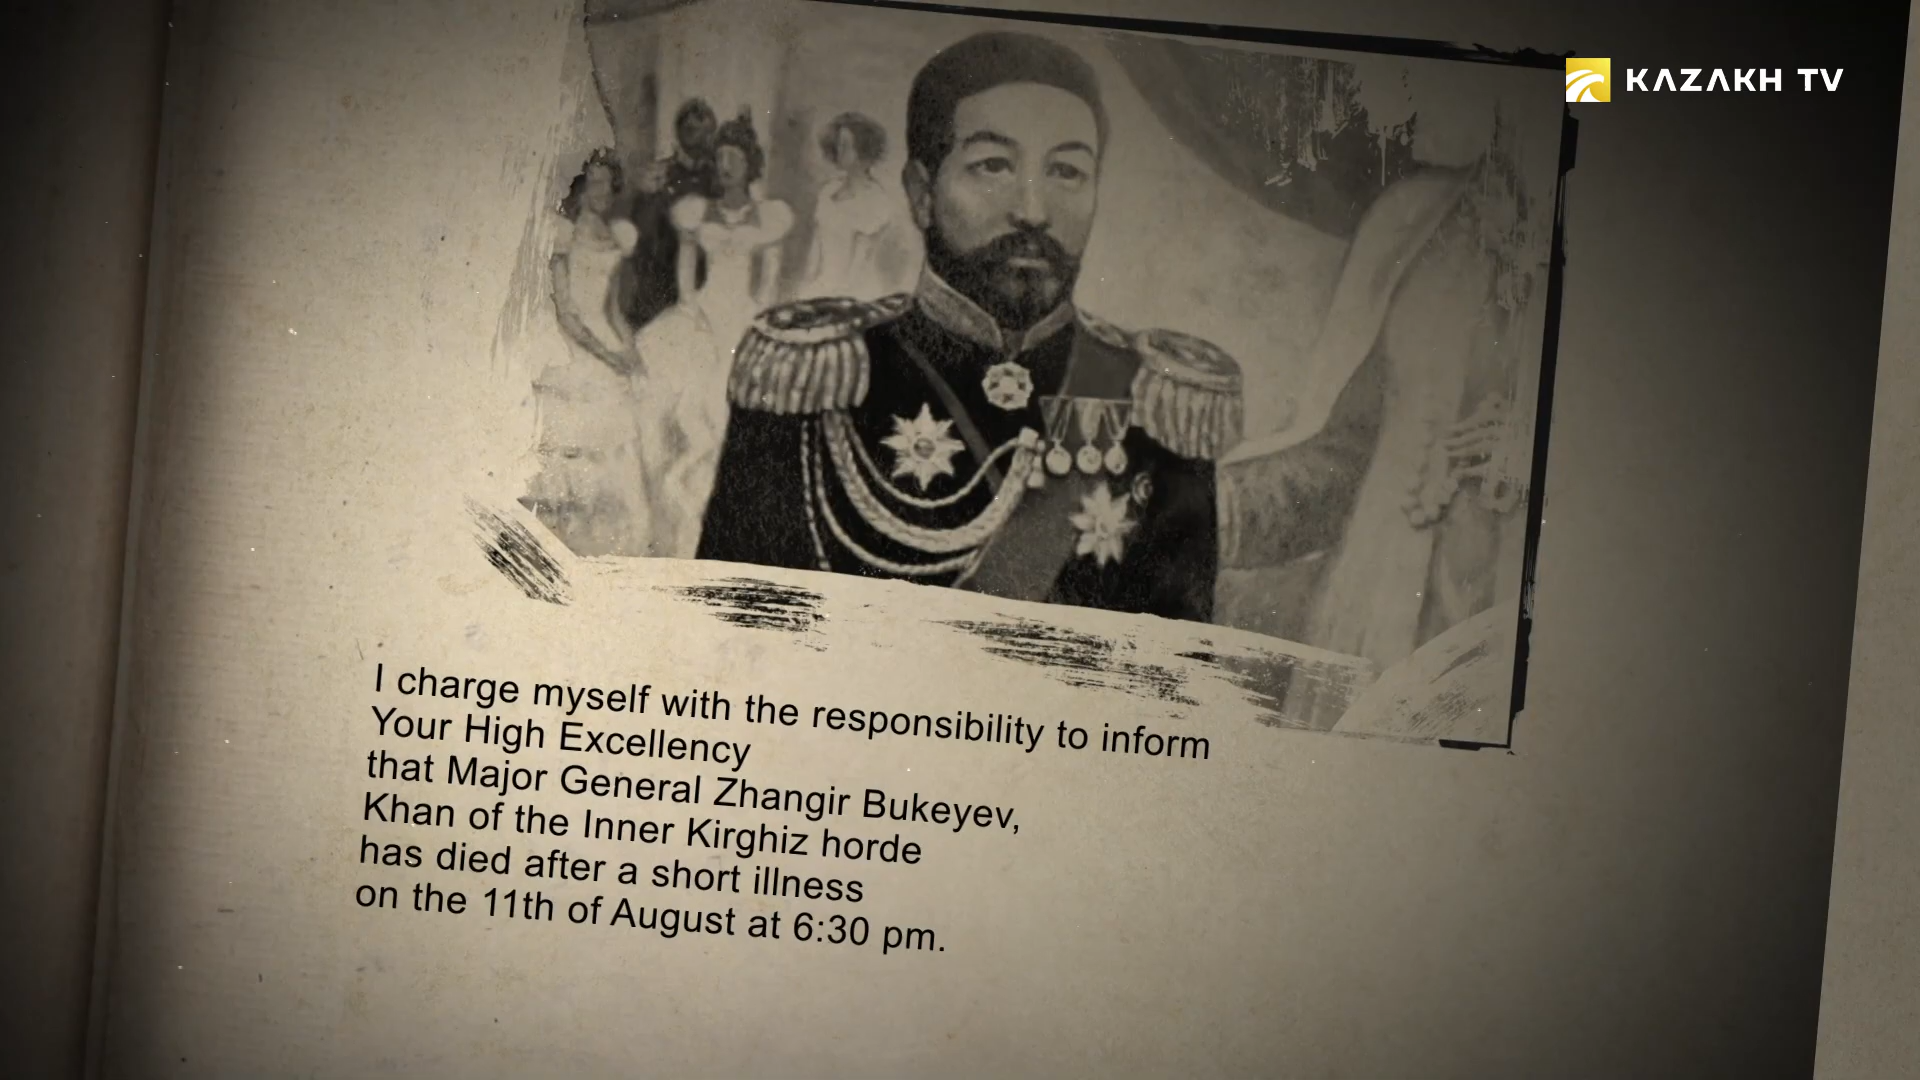 KAZAKH TV
I charge myself with the responsibility to inform
Your High Excellency
that Major General Zhangir Bukeyev,
Khan of the Inner Kirghiz horde
has died after a short illness
on the 11th of August at 6:30 pm.